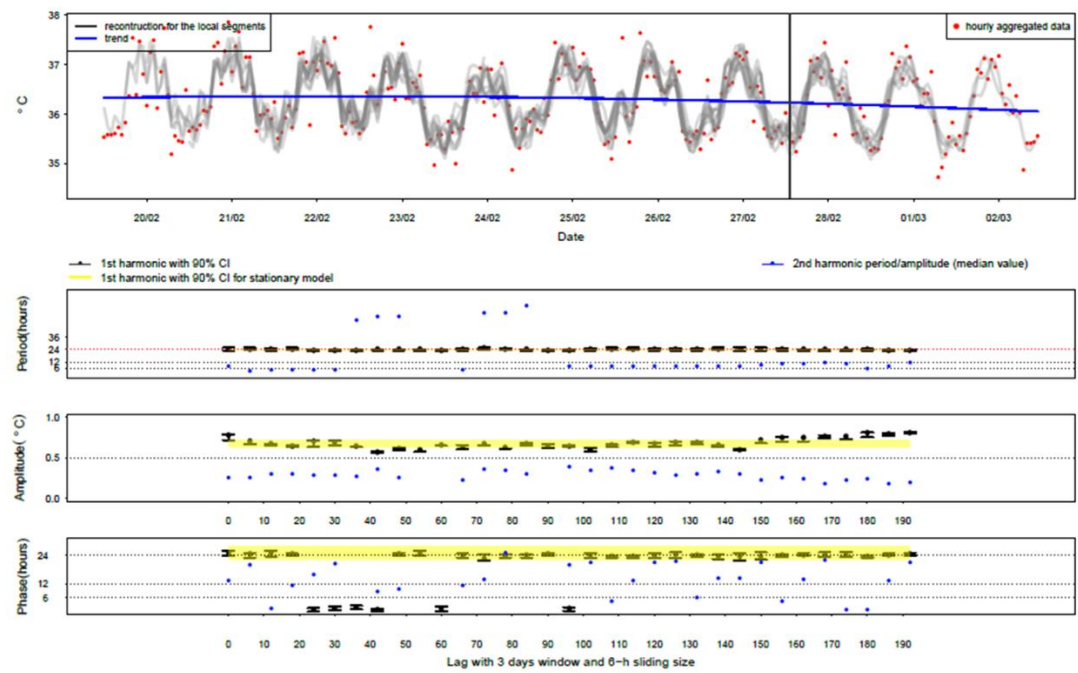 38
37
36
35
° C
recontruction for the local segments
trend
hourly aggregated data
20/02 21/02 22/02 23/02 24/02 25/02 26/02 27/02 28/02 01/03 02/03
Date
1st harmonic with 90% CI
1st harmonic with 90% CI for stationary model
2nd harmonic period/amplitude (median value)
Period(hours)
36
24
12
6
Amplitude( ° C)
1.0
0.5
0.0
0 10 20 30 40 50 60 70 80 90 100 110 120 130 140 150 160 170 180 190
Phase(hours)
24
12
6
0 10 20 30 40 50 60 70 80 90 100 110 120 130 140 150 160 170 180 190
Lag with 3 days window and 6-h sliding size